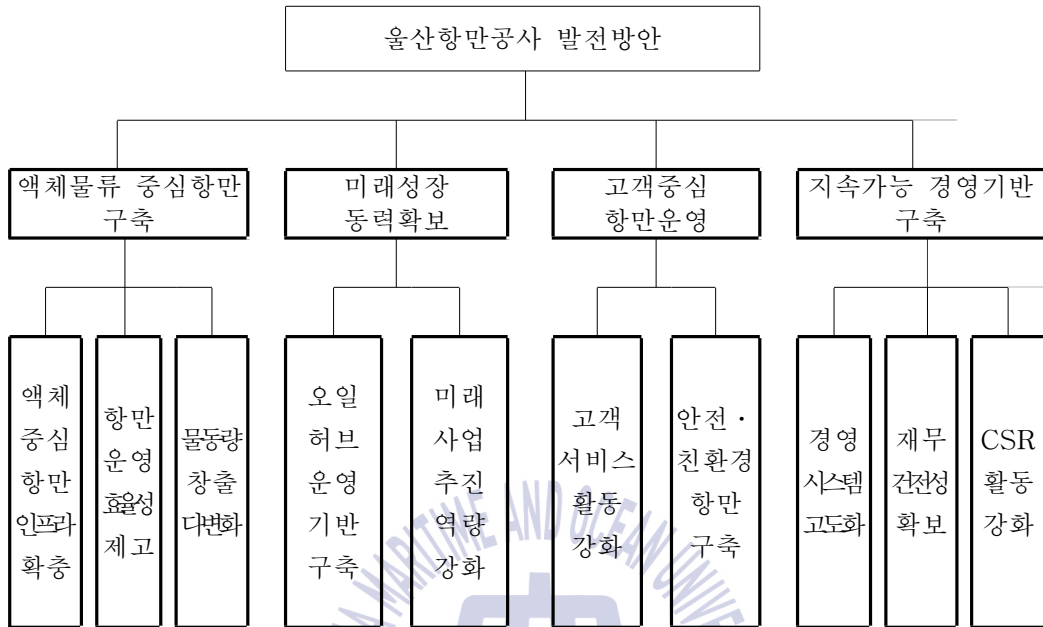 울산항만공사 발전방안
액체물류 중심항만
구축
미래성장
동력확보
고객중심
항만운영
지속가능 경영기반
구축
액체
중심
항만
인프라
확충
항만
운영
효율성
제고
물동량
창출
다변화
오일
허브
운영
기반
구축
미래
사업
추진
역량
강화
고객
서비스
활동
강화
안전·
친환경
항만
구축
경영
시스템
고도화
재무
건전성
확보
CSR
활동
강화
A MARITIME AND OCEAN UNIVE